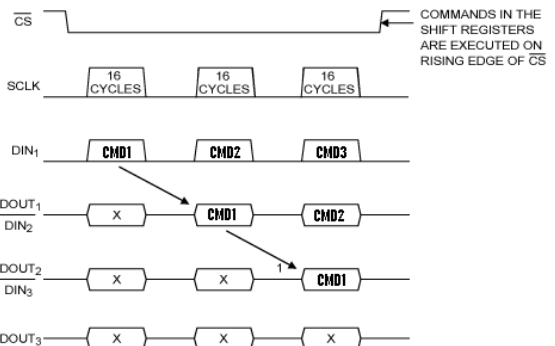 CS
COMMANDS IN THE
SHIFT REGISTERS
ARE EXECUTED ON
RISING EDGE OF CS
SCLK
16
CYCLES
16
CYCLES
16
CYCLES
DIN1
CMD1
CMD2
CMD3
DOUT1
DIN2
X
CMD1
CMD2
DOUT2
DIN3
X
X
1
CMD1
DOUT3
X
X
X